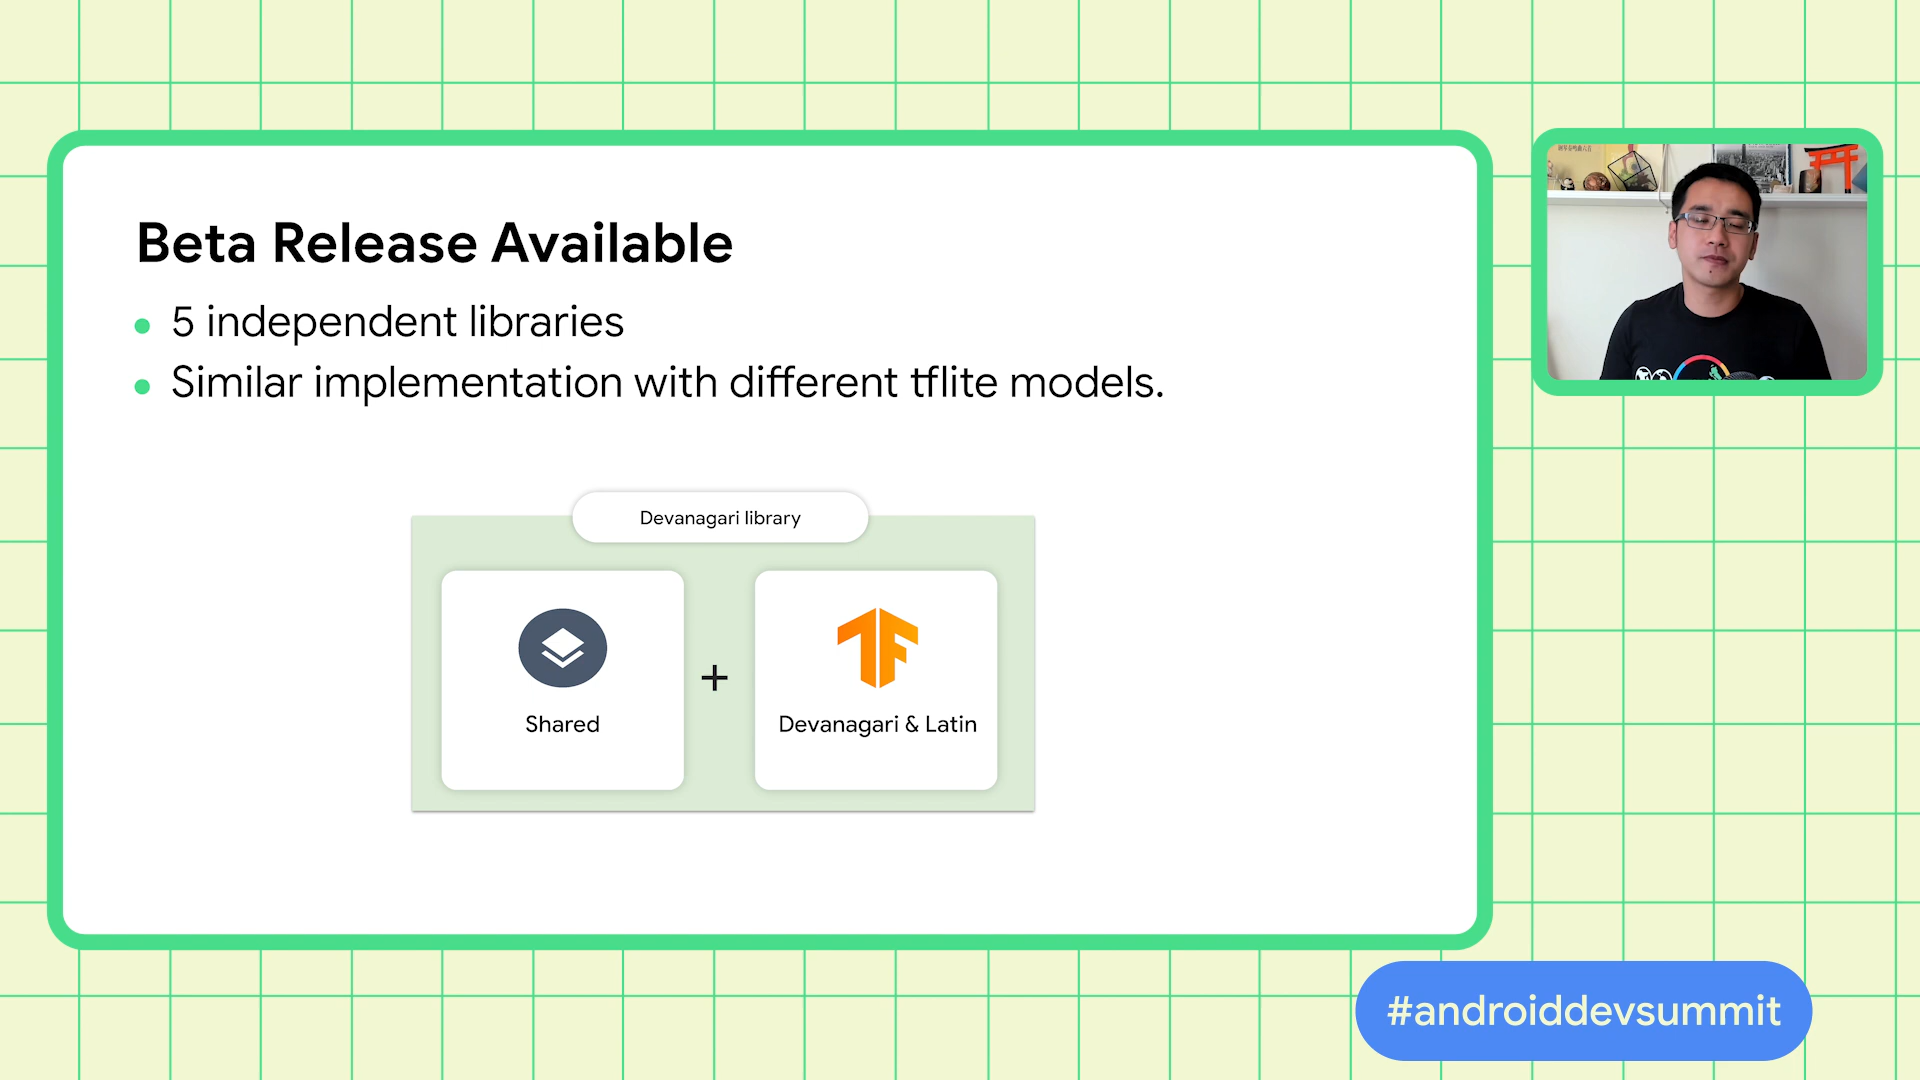 Beta Release Available
5 independent libraries
Similar implementation with different tflite models.
Devanagari library
Shared
+
Devanagari & Latin
#androiddevsummit